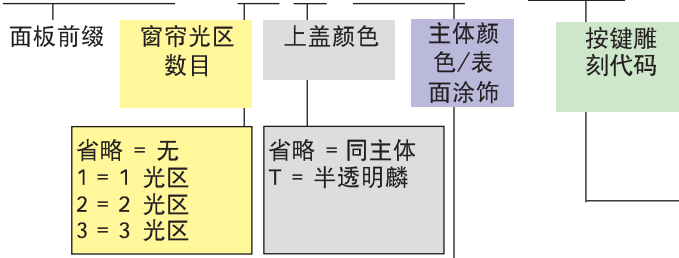 面板前缀
窗帘光区
数目
上盖颜色
主体颜
色/表
面涂饰
按键雕
刻代码
省略 = 无
1 = 1 光区
2 = 2 光区
3 = 3 光区
省略 = 同主体
T = 半透明麟